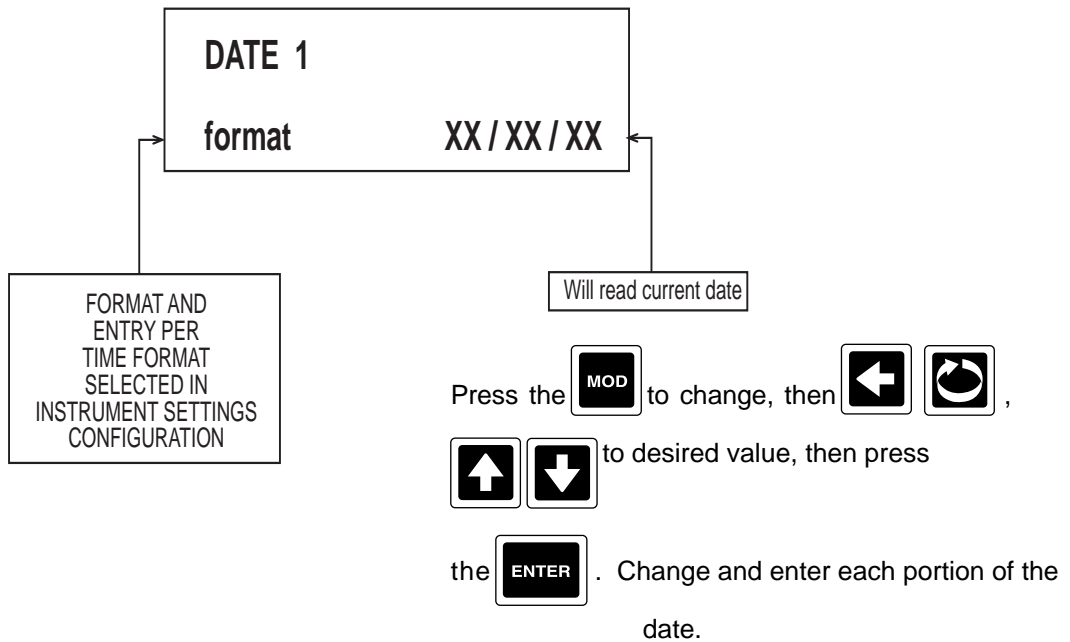 DATE 1
format XX / XX / XX
FORMAT AND
ENTRY PER
TIME FORMAT
SELECTED IN
INSTRUMENT SETTINGS
CONFIGURATION
Will read current date
Press the MOD to change, then ,
to desired value, then press
the ENTER . Change and enter each portion of the
date.